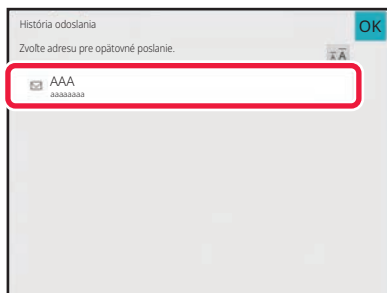 História odoslania
OK
Zvoľte adresu pre opätovné poslanie.
AAA
aaaaaaaa